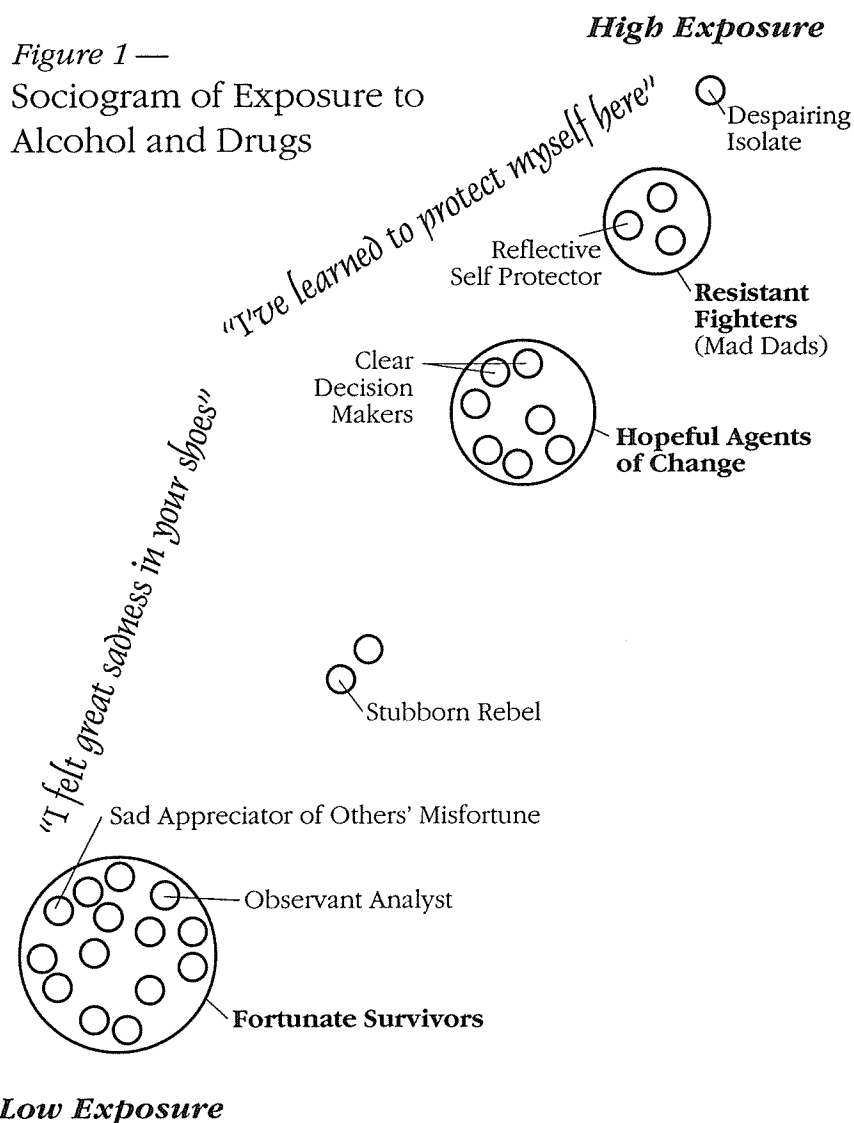 High Exposure
Figure 1 —
Sociogram of Exposure to
Alcohol and Drugs
"I've learned to protect myself here"
Despairing
Isolate
Reflective
Self Protector
Resistant
Fighters
(Mad Dads)
Clear
Decision
Makers
Hopeful Agents
of Change
"I felt great sadness in your shoes"
Stubborn Rebel
Sad Appreciator of Others' Misfortune
Observant Analyst
Fortunate Survivors
Low Exposure